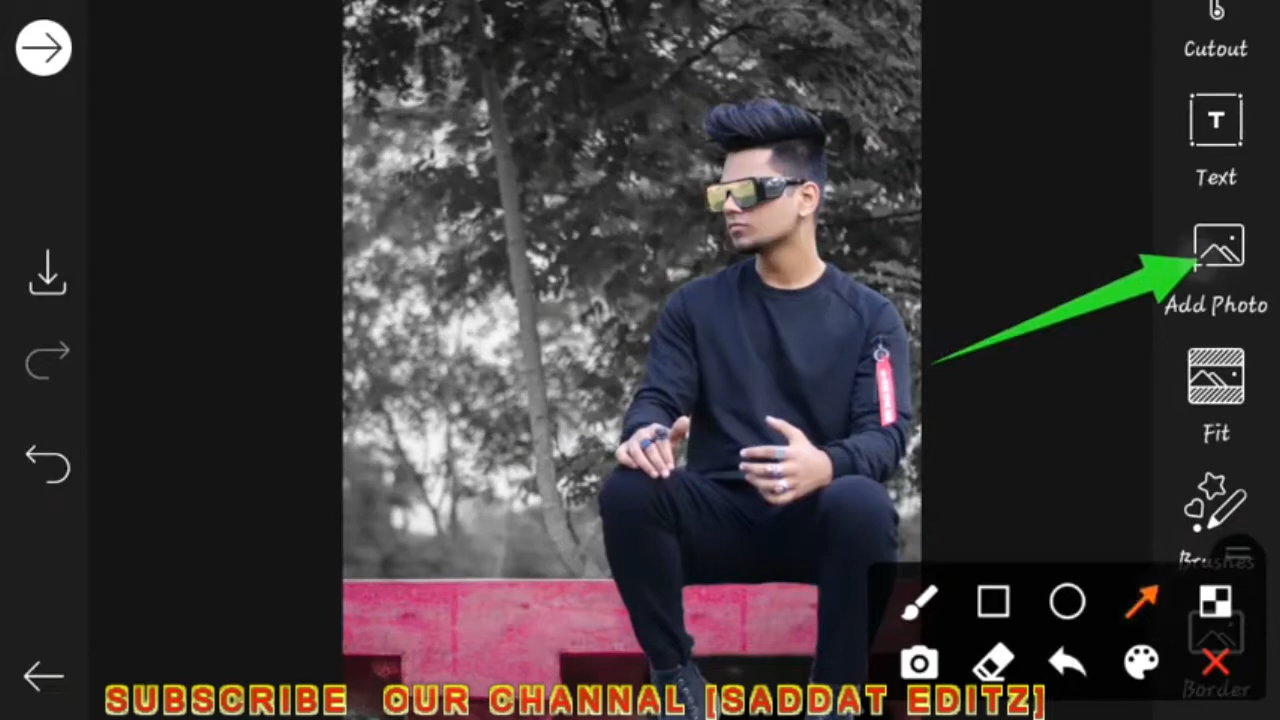 Cutout
T
Text
Add Photo
Fit
Brushes
Border
SUBSCRIBE OUR CHANNAL [SADDAT EDITZ]